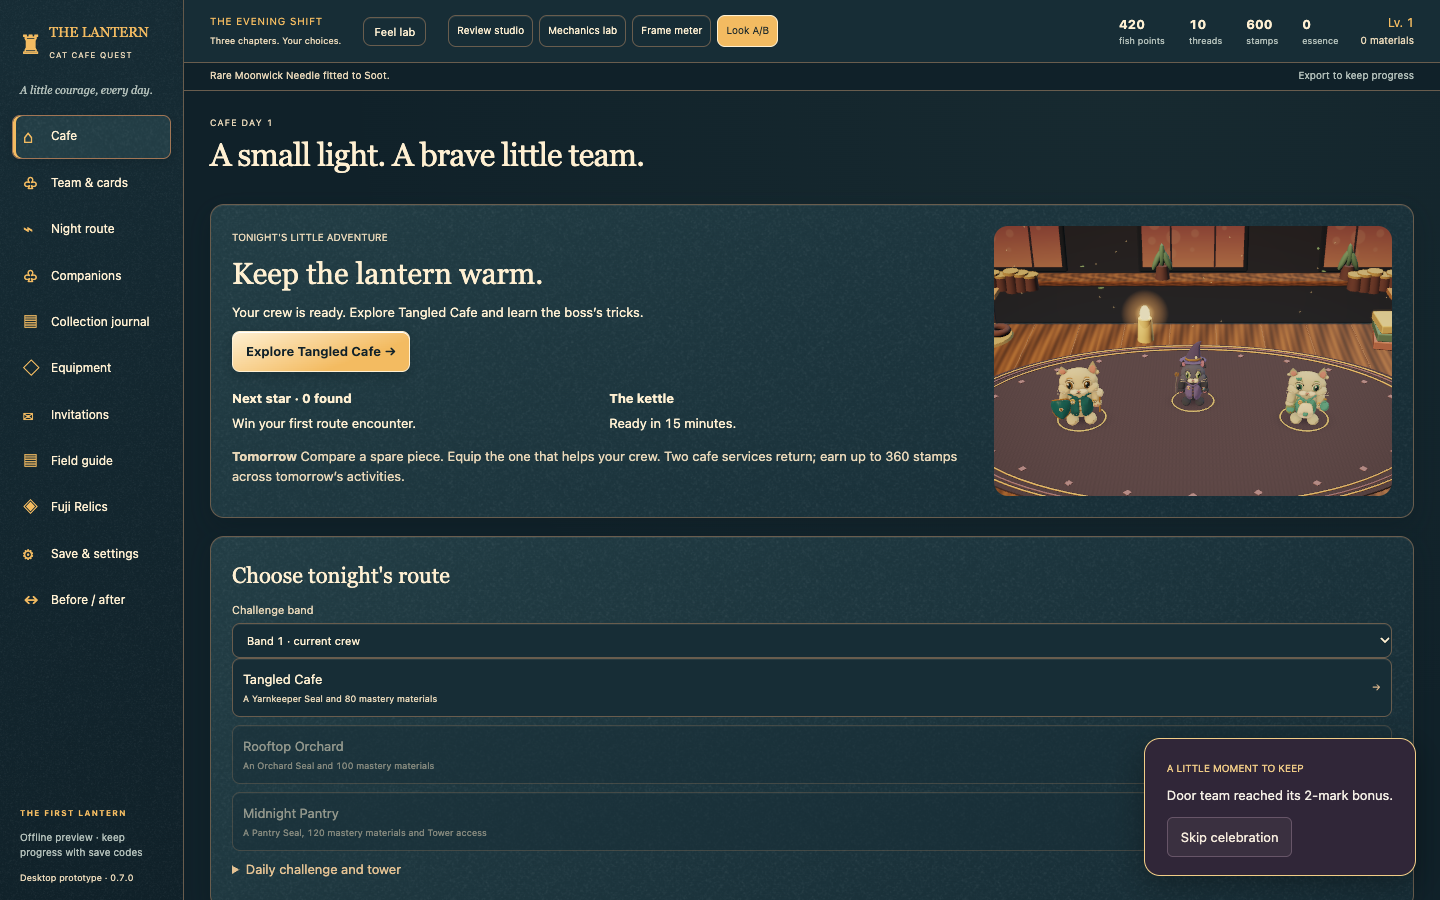 THE LANTERN
CAT CAFE QUEST
A little courage, every day.
Cafe
Team & cards
Night route
Companions
Collection journal
Equipment
Invitations
Field guide
Fuji Relics
Save & settings
Before / after
THE FIRST LANTERN
Offline preview · keep
progress with save codes
Desktop prototype · 0.7.0
THE EVENING SHIFT
Three chapters. Your choices.
Feel lab
Review studio
Mechanics lab
Frame meter
Look A/B
420
fish points
10
threads
600
stamps
0
essence
Lv. 1
0 materials
Rare Moonwick Needle fitted to Soot.
Export to keep progress
CAFE DAY 1
A small light. A brave little team.
TONIGHT'S LITTLE ADVENTURE
Keep the lantern warm.
Your crew is ready. Explore Tangled Cafe and learn the boss's tricks.
Explore Tangled Cafe →
Next star · 0 found
Win your first route encounter.
The kettle
Ready in 15 minutes.
Tomorrow Compare a spare piece. Equip the one that helps your crew. Two cafe services return; earn up to 360 stamps
across tomorrow's activities.
Choose tonight's route
Challenge band
Band 1 · current crew
Tangled Cafe
A Yarnkeeper Seal and 80 mastery materials
→
Rooftop Orchard
An Orchard Seal and 100 mastery materials
Midnight Pantry
A Pantry Seal, 120 mastery materials and Tower access
Daily challenge and tower
A LITTLE MOMENT TO KEEP
Door team reached its 2-mark bonus.
Skip celebration